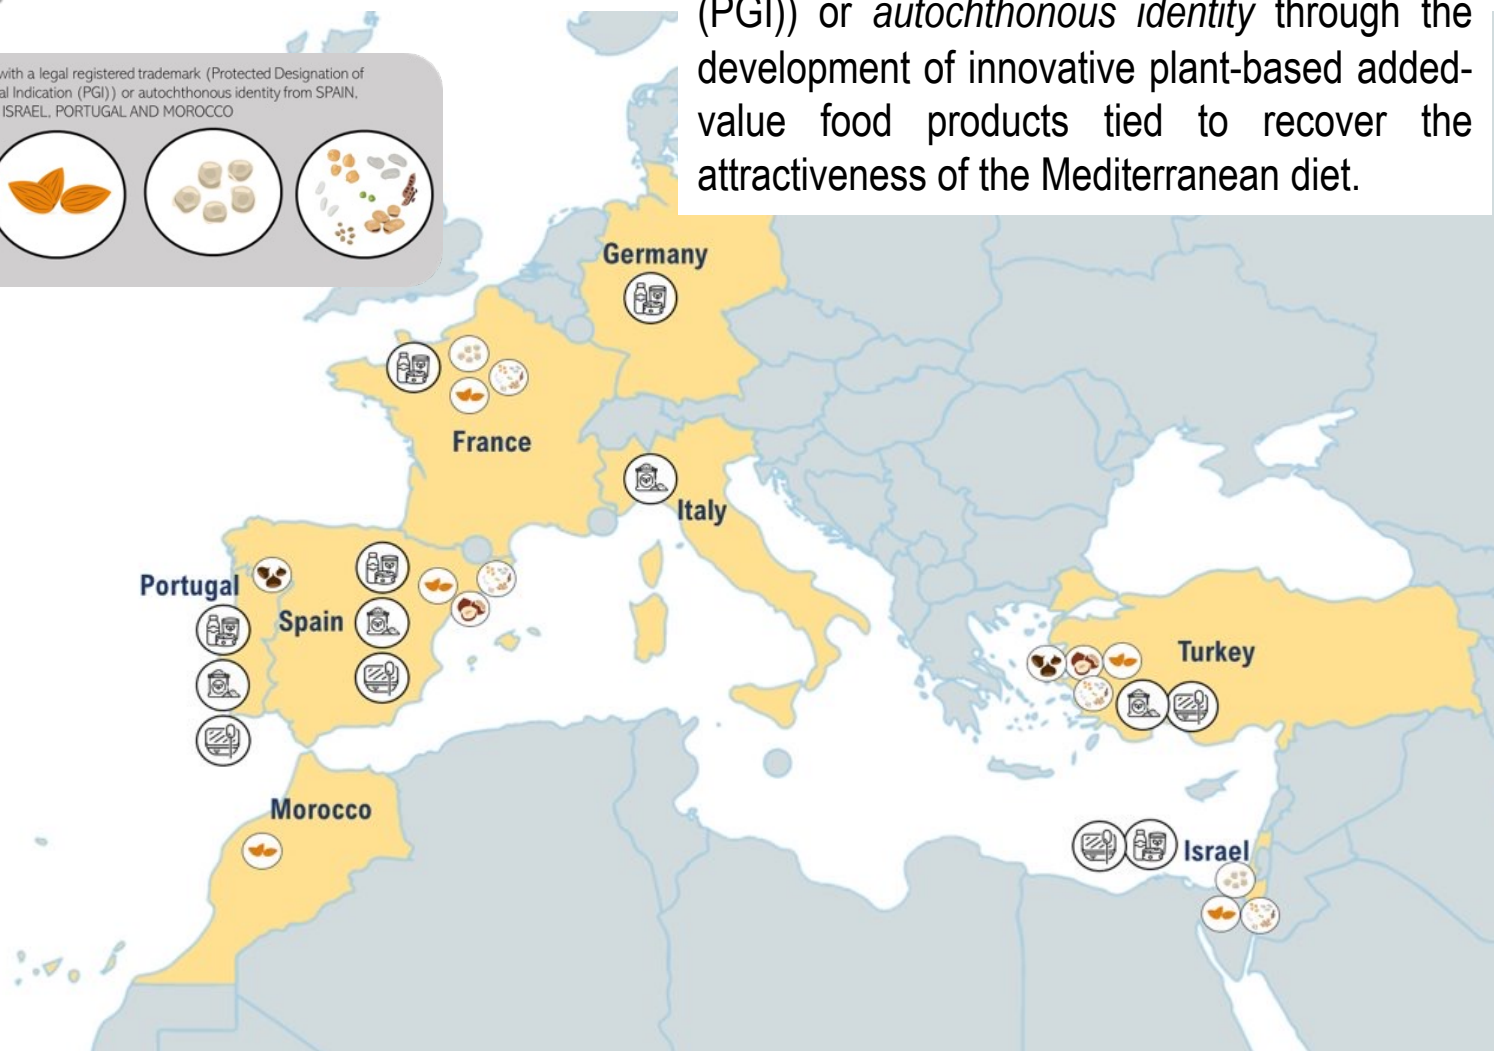 (PGI)) or autochthonous identity through the
development of innovative plant-based added-
value food products tied to recover the
attractiveness of the Mediterranean diet.
with a legal registered trademark (Protected Designation of
al Indication (PGI)) or autochthonous identity from SPAIN,
ISRAEL, PORTUGAL AND MOROCCO
Germany
France
Italy
Portugal
Spain
Turkey
Morocco
Israel